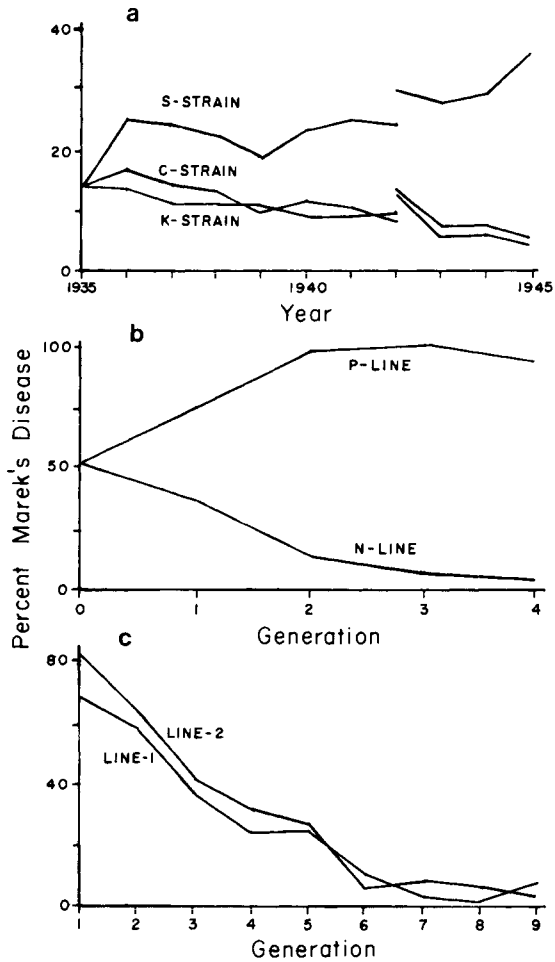 a
40
S-STRAIN
20
C-STRAIN
K-STRAIN
0
1935 1940 1945
Year
b
100
P-LINE
50
N-LINE
0
0 1 2 3 4
Generation
Percent Marek's Disease
c
80
LINE-2
LINE-1
40
0
1 2 3 4 5 6 7 8 9
Generation